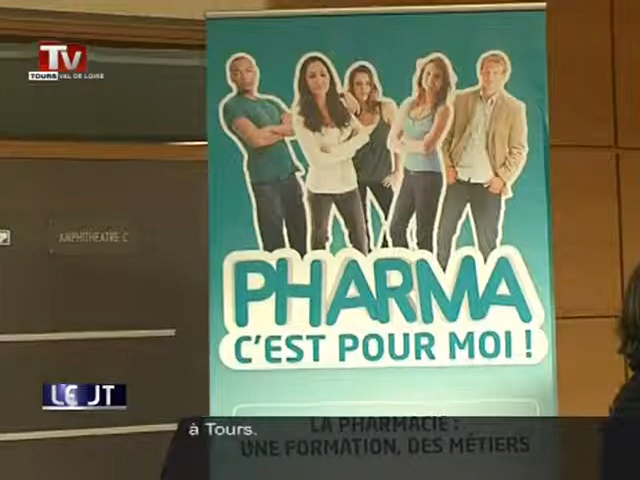 TV
TOURS VAL DE LOIRE
AMPHITHEATRE C
PHARMA
C'EST POUR MOI !
LE JT
à Tours.
LA PHARMACIE :
UNE FORMATION, DES MÉTIERS